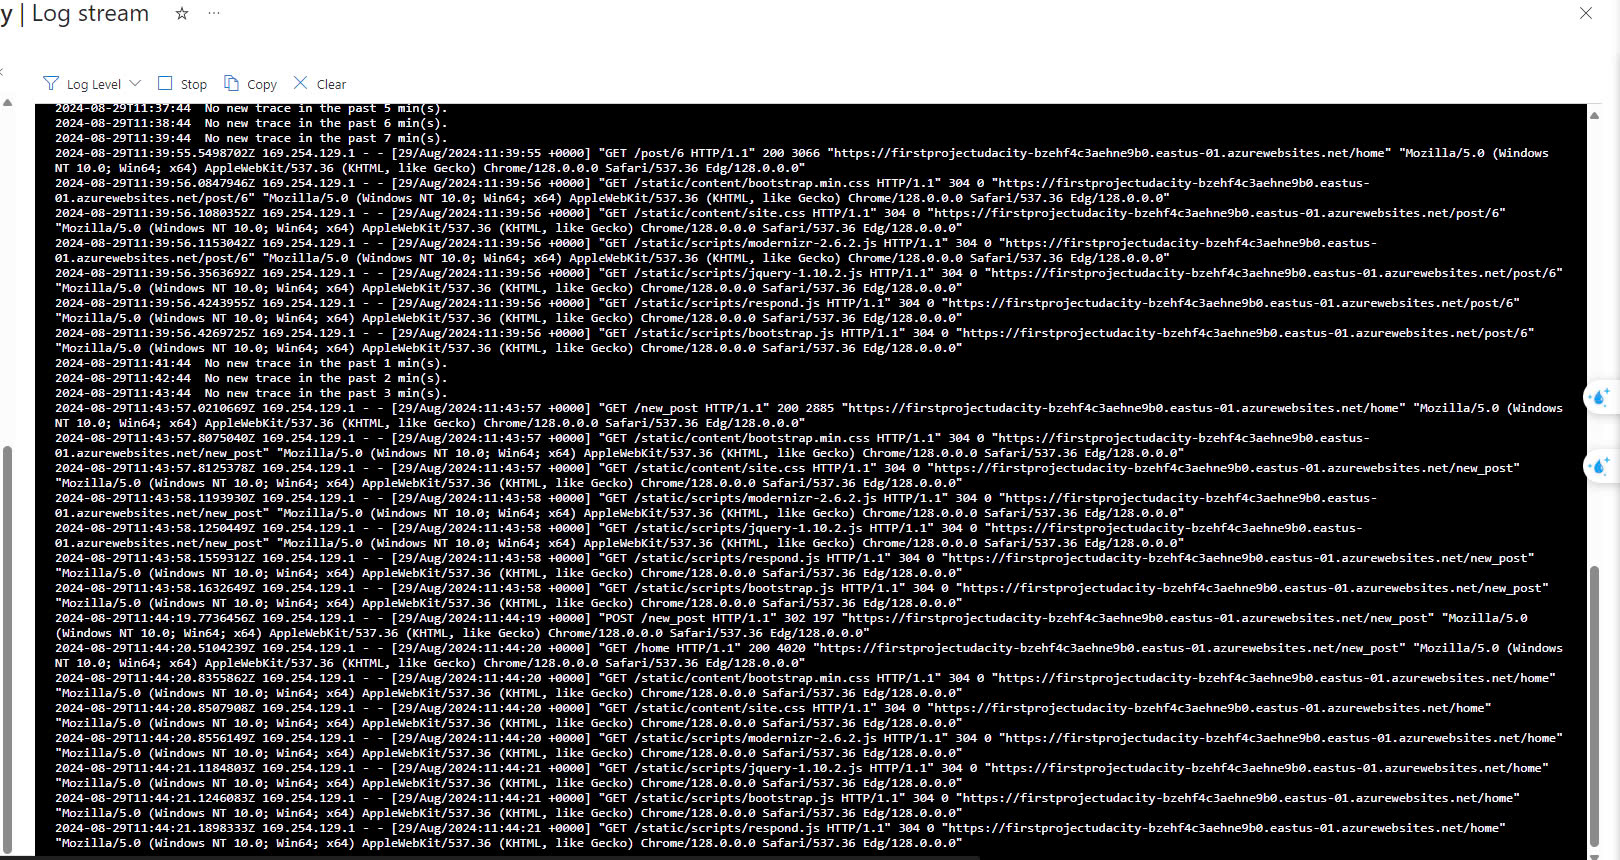 y | Log stream
Log Level Stop Copy Clear
2024-08-29T11:37:44  No new trace in the past 5 min(s).
2024-08-29T11:38:44  No new trace in the past 6 min(s).
2024-08-29T11:39:44  No new trace in the past 7 min(s).
2024-08-29T11:39:55.5498702Z 169.254.129.1 - - [29/Aug/2024:11:39:55 +0000] "GET /post/6 HTTP/1.1" 200 3066 "https://firstprojectudacity-bzehf4c3aehne9b0.eastus-01.azurewebsites.net/home" "Mozilla/5.0 (Windows
NT 10.0; Win64; x64) AppleWebKit/537.36 (KHTML, like Gecko) Chrome/128.0.0.0 Safari/537.36 Edg/128.0.0.0"
2024-08-29T11:39:56.0847946Z 169.254.129.1 - - [29/Aug/2024:11:39:56 +0000] "GET /static/content/bootstrap.min.css HTTP/1.1" 304 0 "https://firstprojectudacity-bzehf4c3aehne9b0.eastus-
01.azurewebsites.net/post/6" "Mozilla/5.0 (Windows NT 10.0; Win64; x64) AppleWebKit/537.36 (KHTML, like Gecko) Chrome/128.0.0.0 Safari/537.36 Edg/128.0.0.0"
2024-08-29T11:39:56.1080352Z 169.254.129.1 - - [29/Aug/2024:11:39:56 +0000] "GET /static/content/site.css HTTP/1.1" 304 0 "https://firstprojectudacity-bzehf4c3aehne9b0.eastus-01.azurewebsites.net/post/6"
"Mozilla/5.0 (Windows NT 10.0; Win64; x64) AppleWebKit/537.36 (KHTML, like Gecko) Chrome/128.0.0.0 Safari/537.36 Edg/128.0.0.0"
2024-08-29T11:39:56.1153042Z 169.254.129.1 - - [29/Aug/2024:11:39:56 +0000] "GET /static/scripts/modernizr-2.6.2.js HTTP/1.1" 304 0 "https://firstprojectudacity-bzehf4c3aehne9b0.eastus-
01.azurewebsites.net/post/6" "Mozilla/5.0 (Windows NT 10.0; Win64; x64) AppleWebKit/537.36 (KHTML, like Gecko) Chrome/128.0.0.0 Safari/537.36 Edg/128.0.0.0"
2024-08-29T11:39:56.3563692Z 169.254.129.1 - - [29/Aug/2024:11:39:56 +0000] "GET /static/scripts/jquery-1.10.2.js HTTP/1.1" 304 0 "https://firstprojectudacity-bzehf4c3aehne9b0.eastus-01.azurewebsites.net/post/6"
"Mozilla/5.0 (Windows NT 10.0; Win64; x64) AppleWebKit/537.36 (KHTML, like Gecko) Chrome/128.0.0.0 Safari/537.36 Edg/128.0.0.0"
2024-08-29T11:39:56.4243955Z 169.254.129.1 - - [29/Aug/2024:11:39:56 +0000] "GET /static/scripts/respond.js HTTP/1.1" 304 0 "https://firstprojectudacity-bzehf4c3aehne9b0.eastus-01.azurewebsites.net/post/6"
"Mozilla/5.0 (Windows NT 10.0; Win64; x64) AppleWebKit/537.36 (KHTML, like Gecko) Chrome/128.0.0.0 Safari/537.36 Edg/128.0.0.0"
2024-08-29T11:39:56.4269725Z 169.254.129.1 - - [29/Aug/2024:11:39:56 +0000] "GET /static/scripts/bootstrap.js HTTP/1.1" 304 0 "https://firstprojectudacity-bzehf4c3aehne9b0.eastus-01.azurewebsites.net/post/6"
"Mozilla/5.0 (Windows NT 10.0; Win64; x64) AppleWebKit/537.36 (KHTML, like Gecko) Chrome/128.0.0.0 Safari/537.36 Edg/128.0.0.0"
2024-08-29T11:41:44  No new trace in the past 1 min(s).
2024-08-29T11:42:44  No new trace in the past 2 min(s).
2024-08-29T11:43:44  No new trace in the past 3 min(s).
2024-08-29T11:43:57.0210669Z 169.254.129.1 - - [29/Aug/2024:11:43:57 +0000] "GET /new_post HTTP/1.1" 200 2885 "https://firstprojectudacity-bzehf4c3aehne9b0.eastus-01.azurewebsites.net/home" "Mozilla/5.0 (Windows
NT 10.0; Win64; x64) AppleWebKit/537.36 (KHTML, like Gecko) Chrome/128.0.0.0 Safari/537.36 Edg/128.0.0.0"
2024-08-29T11:43:57.8075040Z 169.254.129.1 - - [29/Aug/2024:11:43:57 +0000] "GET /static/content/bootstrap.min.css HTTP/1.1" 304 0 "https://firstprojectudacity-bzehf4c3aehne9b0.eastus-
01.azurewebsites.net/new_post" "Mozilla/5.0 (Windows NT 10.0; Win64; x64) AppleWebKit/537.36 (KHTML, like Gecko) Chrome/128.0.0.0 Safari/537.36 Edg/128.0.0.0"
2024-08-29T11:43:57.8125378Z 169.254.129.1 - - [29/Aug/2024:11:43:57 +0000] "GET /static/content/site.css HTTP/1.1" 304 0 "https://firstprojectudacity-bzehf4c3aehne9b0.eastus-01.azurewebsites.net/new_post"
"Mozilla/5.0 (Windows NT 10.0; Win64; x64) AppleWebKit/537.36 (KHTML, like Gecko) Chrome/128.0.0.0 Safari/537.36 Edg/128.0.0.0"
2024-08-29T11:43:58.1193930Z 169.254.129.1 - - [29/Aug/2024:11:43:58 +0000] "GET /static/scripts/modernizr-2.6.2.js HTTP/1.1" 304 0 "https://firstprojectudacity-bzehf4c3aehne9b0.eastus-
01.azurewebsites.net/new_post" "Mozilla/5.0 (Windows NT 10.0; Win64; x64) AppleWebKit/537.36 (KHTML, like Gecko) Chrome/128.0.0.0 Safari/537.36 Edg/128.0.0.0"
2024-08-29T11:43:58.1250449Z 169.254.129.1 - - [29/Aug/2024:11:43:58 +0000] "GET /static/scripts/jquery-1.10.2.js HTTP/1.1" 304 0 "https://firstprojectudacity-bzehf4c3aehne9b0.eastus-
01.azurewebsites.net/new_post" "Mozilla/5.0 (Windows NT 10.0; Win64; x64) AppleWebKit/537.36 (KHTML, like Gecko) Chrome/128.0.0.0 Safari/537.36 Edg/128.0.0.0"
2024-08-29T11:43:58.1559312Z 169.254.129.1 - - [29/Aug/2024:11:43:58 +0000] "GET /static/scripts/respond.js HTTP/1.1" 304 0 "https://firstprojectudacity-bzehf4c3aehne9b0.eastus-01.azurewebsites.net/new_post"
"Mozilla/5.0 (Windows NT 10.0; Win64; x64) AppleWebKit/537.36 (KHTML, like Gecko) Chrome/128.0.0.0 Safari/537.36 Edg/128.0.0.0"
2024-08-29T11:43:58.1632649Z 169.254.129.1 - - [29/Aug/2024:11:43:58 +0000] "GET /static/scripts/bootstrap.js HTTP/1.1" 304 0 "https://firstprojectudacity-bzehf4c3aehne9b0.eastus-01.azurewebsites.net/new_post"
"Mozilla/5.0 (Windows NT 10.0; Win64; x64) AppleWebKit/537.36 (KHTML, like Gecko) Chrome/128.0.0.0 Safari/537.36 Edg/128.0.0.0"
2024-08-29T11:44:19.7736456Z 169.254.129.1 - - [29/Aug/2024:11:44:19 +0000] "POST /new_post HTTP/1.1" 302 197 "https://firstprojectudacity-bzehf4c3aehne9b0.eastus-01.azurewebsites.net/new_post" "Mozilla/5.0
(Windows NT 10.0; Win64; x64) AppleWebKit/537.36 (KHTML, like Gecko) Chrome/128.0.0.0 Safari/537.36 Edg/128.0.0.0"
2024-08-29T11:44:20.5104239Z 169.254.129.1 - - [29/Aug/2024:11:44:20 +0000] "GET /home HTTP/1.1" 200 4020 "https://firstprojectudacity-bzehf4c3aehne9b0.eastus-01.azurewebsites.net/new_post" "Mozilla/5.0 (Windows
NT 10.0; Win64; x64) AppleWebKit/537.36 (KHTML, like Gecko) Chrome/128.0.0.0 Safari/537.36 Edg/128.0.0.0"
2024-08-29T11:44:20.8355862Z 169.254.129.1 - - [29/Aug/2024:11:44:20 +0000] "GET /static/content/bootstrap.min.css HTTP/1.1" 304 0 "https://firstprojectudacity-bzehf4c3aehne9b0.eastus-01.azurewebsites.net/home"
"Mozilla/5.0 (Windows NT 10.0; Win64; x64) AppleWebKit/537.36 (KHTML, like Gecko) Chrome/128.0.0.0 Safari/537.36 Edg/128.0.0.0"
2024-08-29T11:44:20.8507908Z 169.254.129.1 - - [29/Aug/2024:11:44:20 +0000] "GET /static/content/site.css HTTP/1.1" 304 0 "https://firstprojectudacity-bzehf4c3aehne9b0.eastus-01.azurewebsites.net/home"
"Mozilla/5.0 (Windows NT 10.0; Win64; x64) AppleWebKit/537.36 (KHTML, like Gecko) Chrome/128.0.0.0 Safari/537.36 Edg/128.0.0.0"
2024-08-29T11:44:20.8556149Z 169.254.129.1 - - [29/Aug/2024:11:44:20 +0000] "GET /static/scripts/modernizr-2.6.2.js HTTP/1.1" 304 0 "https://firstprojectudacity-bzehf4c3aehne9b0.eastus-01.azurewebsites.net/home"
"Mozilla/5.0 (Windows NT 10.0; Win64; x64) AppleWebKit/537.36 (KHTML, like Gecko) Chrome/128.0.0.0 Safari/537.36 Edg/128.0.0.0"
2024-08-29T11:44:21.1184803Z 169.254.129.1 - - [29/Aug/2024:11:44:21 +0000] "GET /static/scripts/jquery-1.10.2.js HTTP/1.1" 304 0 "https://firstprojectudacity-bzehf4c3aehne9b0.eastus-01.azurewebsites.net/home"
"Mozilla/5.0 (Windows NT 10.0; Win64; x64) AppleWebKit/537.36 (KHTML, like Gecko) Chrome/128.0.0.0 Safari/537.36 Edg/128.0.0.0"
2024-08-29T11:44:21.1246083Z 169.254.129.1 - - [29/Aug/2024:11:44:21 +0000] "GET /static/scripts/bootstrap.js HTTP/1.1" 304 0 "https://firstprojectudacity-bzehf4c3aehne9b0.eastus-01.azurewebsites.net/home"
"Mozilla/5.0 (Windows NT 10.0; Win64; x64) AppleWebKit/537.36 (KHTML, like Gecko) Chrome/128.0.0.0 Safari/537.36 Edg/128.0.0.0"
2024-08-29T11:44:21.1898333Z 169.254.129.1 - - [29/Aug/2024:11:44:21 +0000] "GET /static/scripts/respond.js HTTP/1.1" 304 0 "https://firstprojectudacity-bzehf4c3aehne9b0.eastus-01.azurewebsites.net/home"
"Mozilla/5.0 (Windows NT 10.0; Win64; x64) AppleWebKit/537.36 (KHTML, like Gecko) Chrome/128.0.0.0 Safari/537.36 Edg/128.0.0.0"